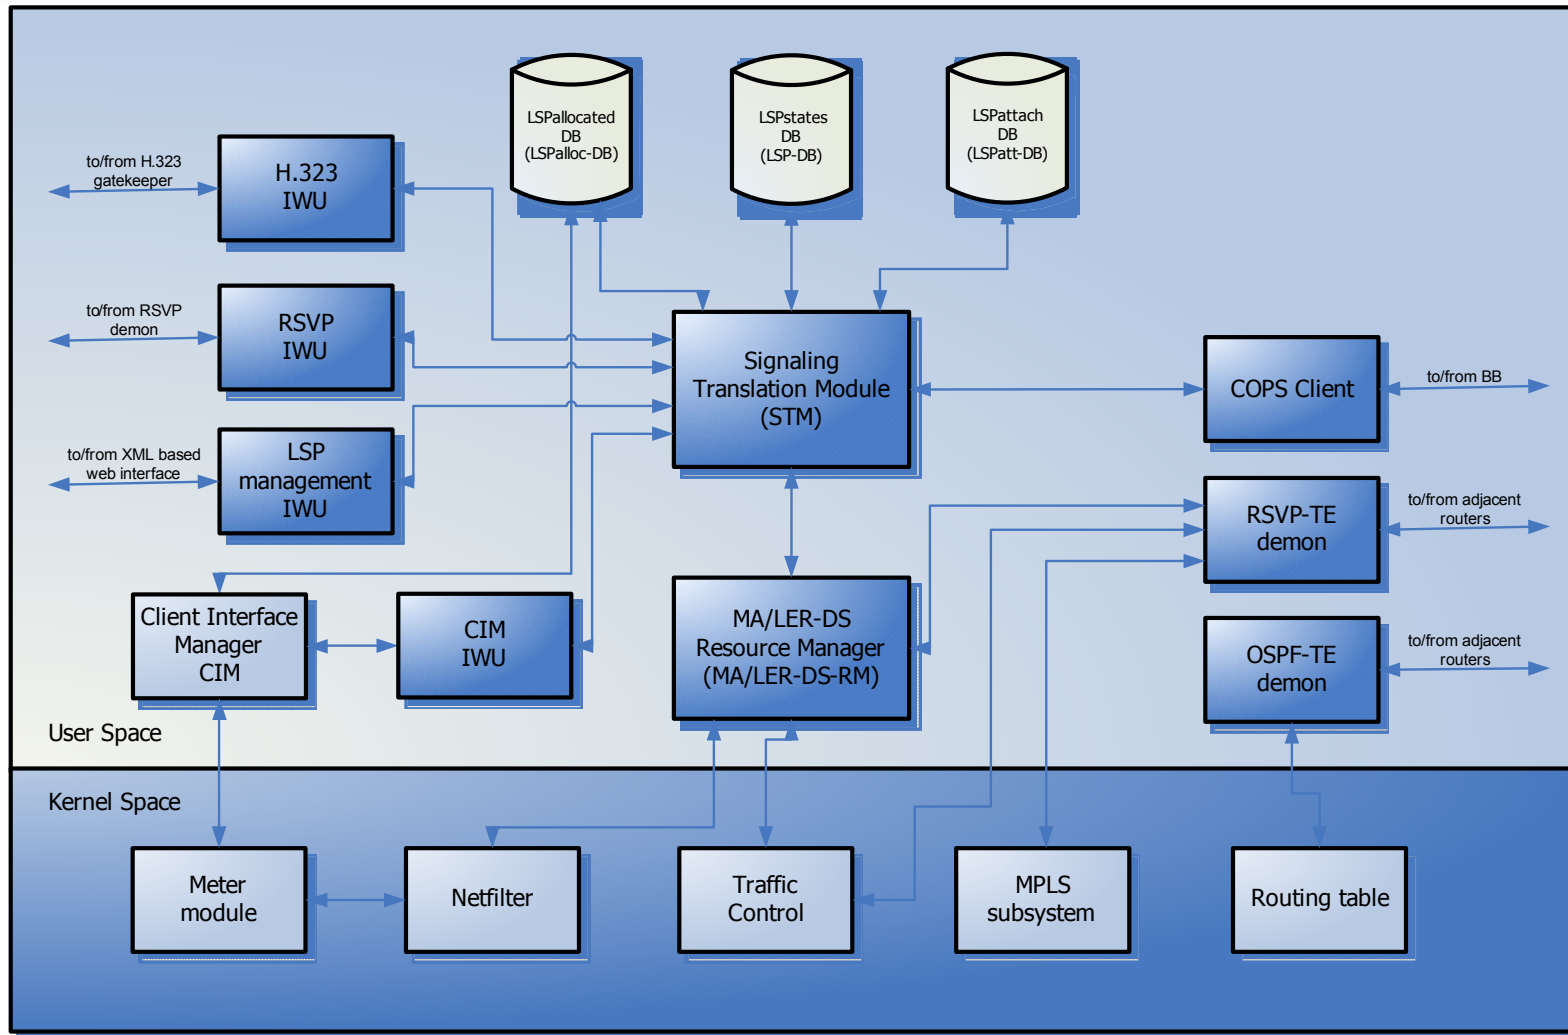 LSPallocated
DB
(LSPalloc-DB)
LSPstates
DB
(LSP-DB)
LSPattach
DB
(LSPatt-DB)
to/from H.323
gatekeeper
H.323
IWU
to/from RSVP
demon
RSVP
IWU
Signaling
Translation Module
(STM)
COPS Client
to/from BB
to/from XML based
web interface
LSP
management
IWU
RSVP-TE
demon
to/from adjacent
routers
Client Interface
Manager
CIM
CIM
IWU
MA/LER-DS
Resource Manager
(MA/LER-DS-RM)
OSPF-TE
demon
to/from adjacent
routers
User Space
Kernel Space
Meter
module
Netfilter
Traffic
Control
MPLS
subsystem
Routing table